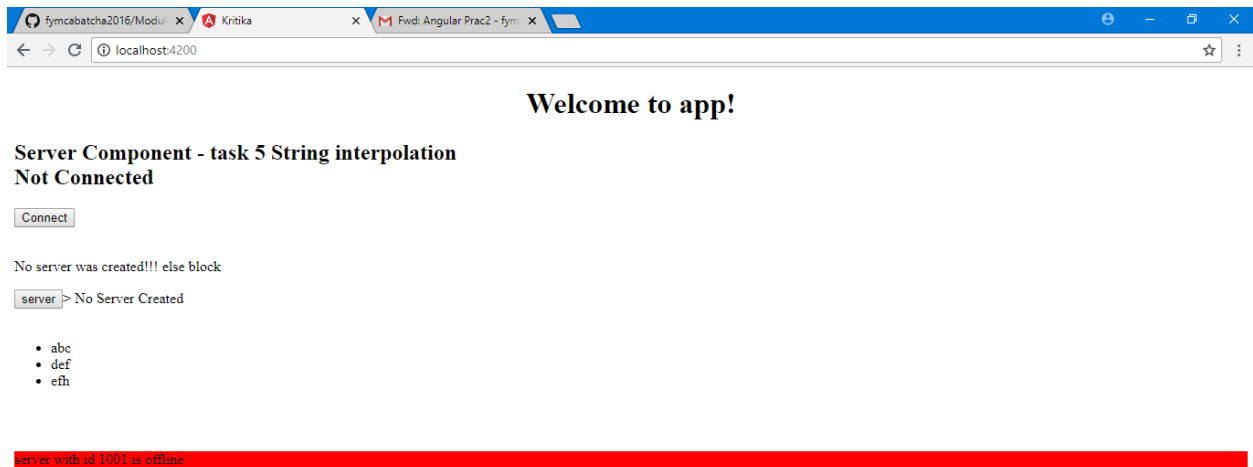 fymcabatcha2016/Modul
Kritika
Fwd: Angular Prac2 - fym
localhost:4200
Welcome to app!
Server Component - task 5 String interpolation
Not Connected
Connect
No server was created!!! else block
server > No Server Created
abc
def
efh
server with id 1001 is offline